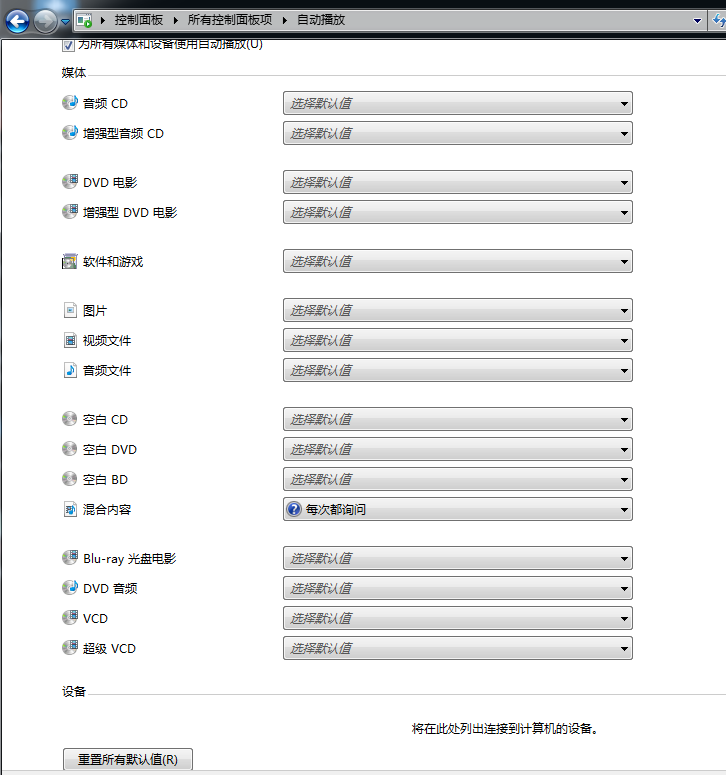 控制面板 所有控制面板项 自动播放
为所有媒体和设备使用自动播放(U)
媒体
音频 CD 选择默认值
增强型音频 CD 选择默认值
DVD 电影 选择默认值
增强型 DVD 电影 选择默认值
软件和游戏 选择默认值
图片 选择默认值
视频文件 选择默认值
音频文件 选择默认值
空白 CD 选择默认值
空白 DVD 选择默认值
空白 BD 选择默认值
混合内容 每次都询问
Blu-ray 光盘电影 选择默认值
DVD 音频 选择默认值
VCD 选择默认值
超级 VCD 选择默认值
设备
将在此处列出连接到计算机的设备。
重置所有默认值(R)